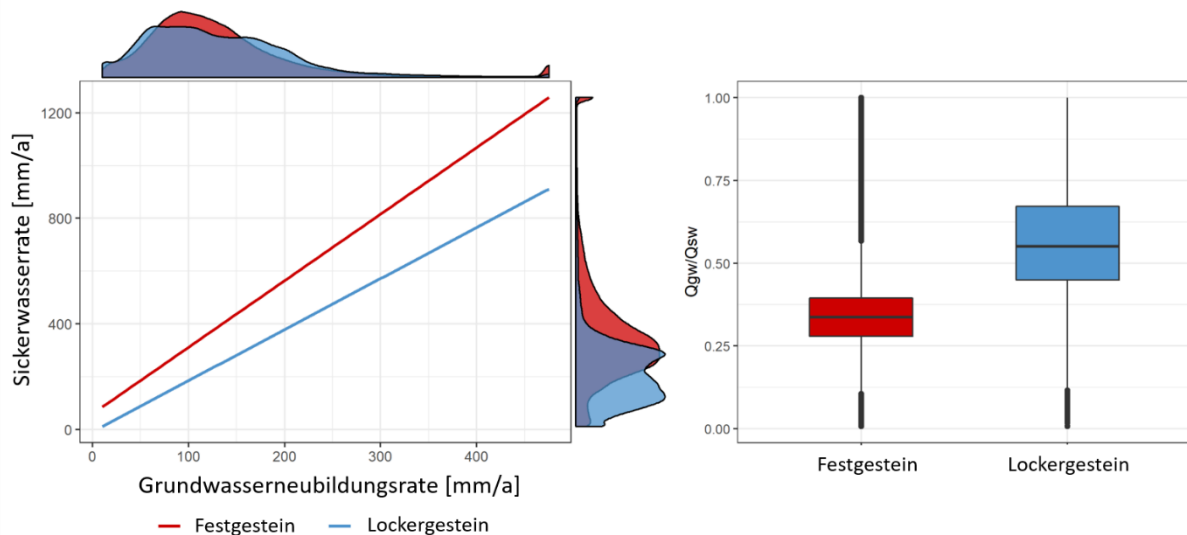 Sickerwasserrate [mm/a]
1200
800
400
0
0 100 200 300 400
Grundwasserneubildungsrate [mm/a]
Festgestein Lockergestein
Qgw/Qsw
1.00
0.75
0.50
0.25
0.00
Festgestein Lockergestein